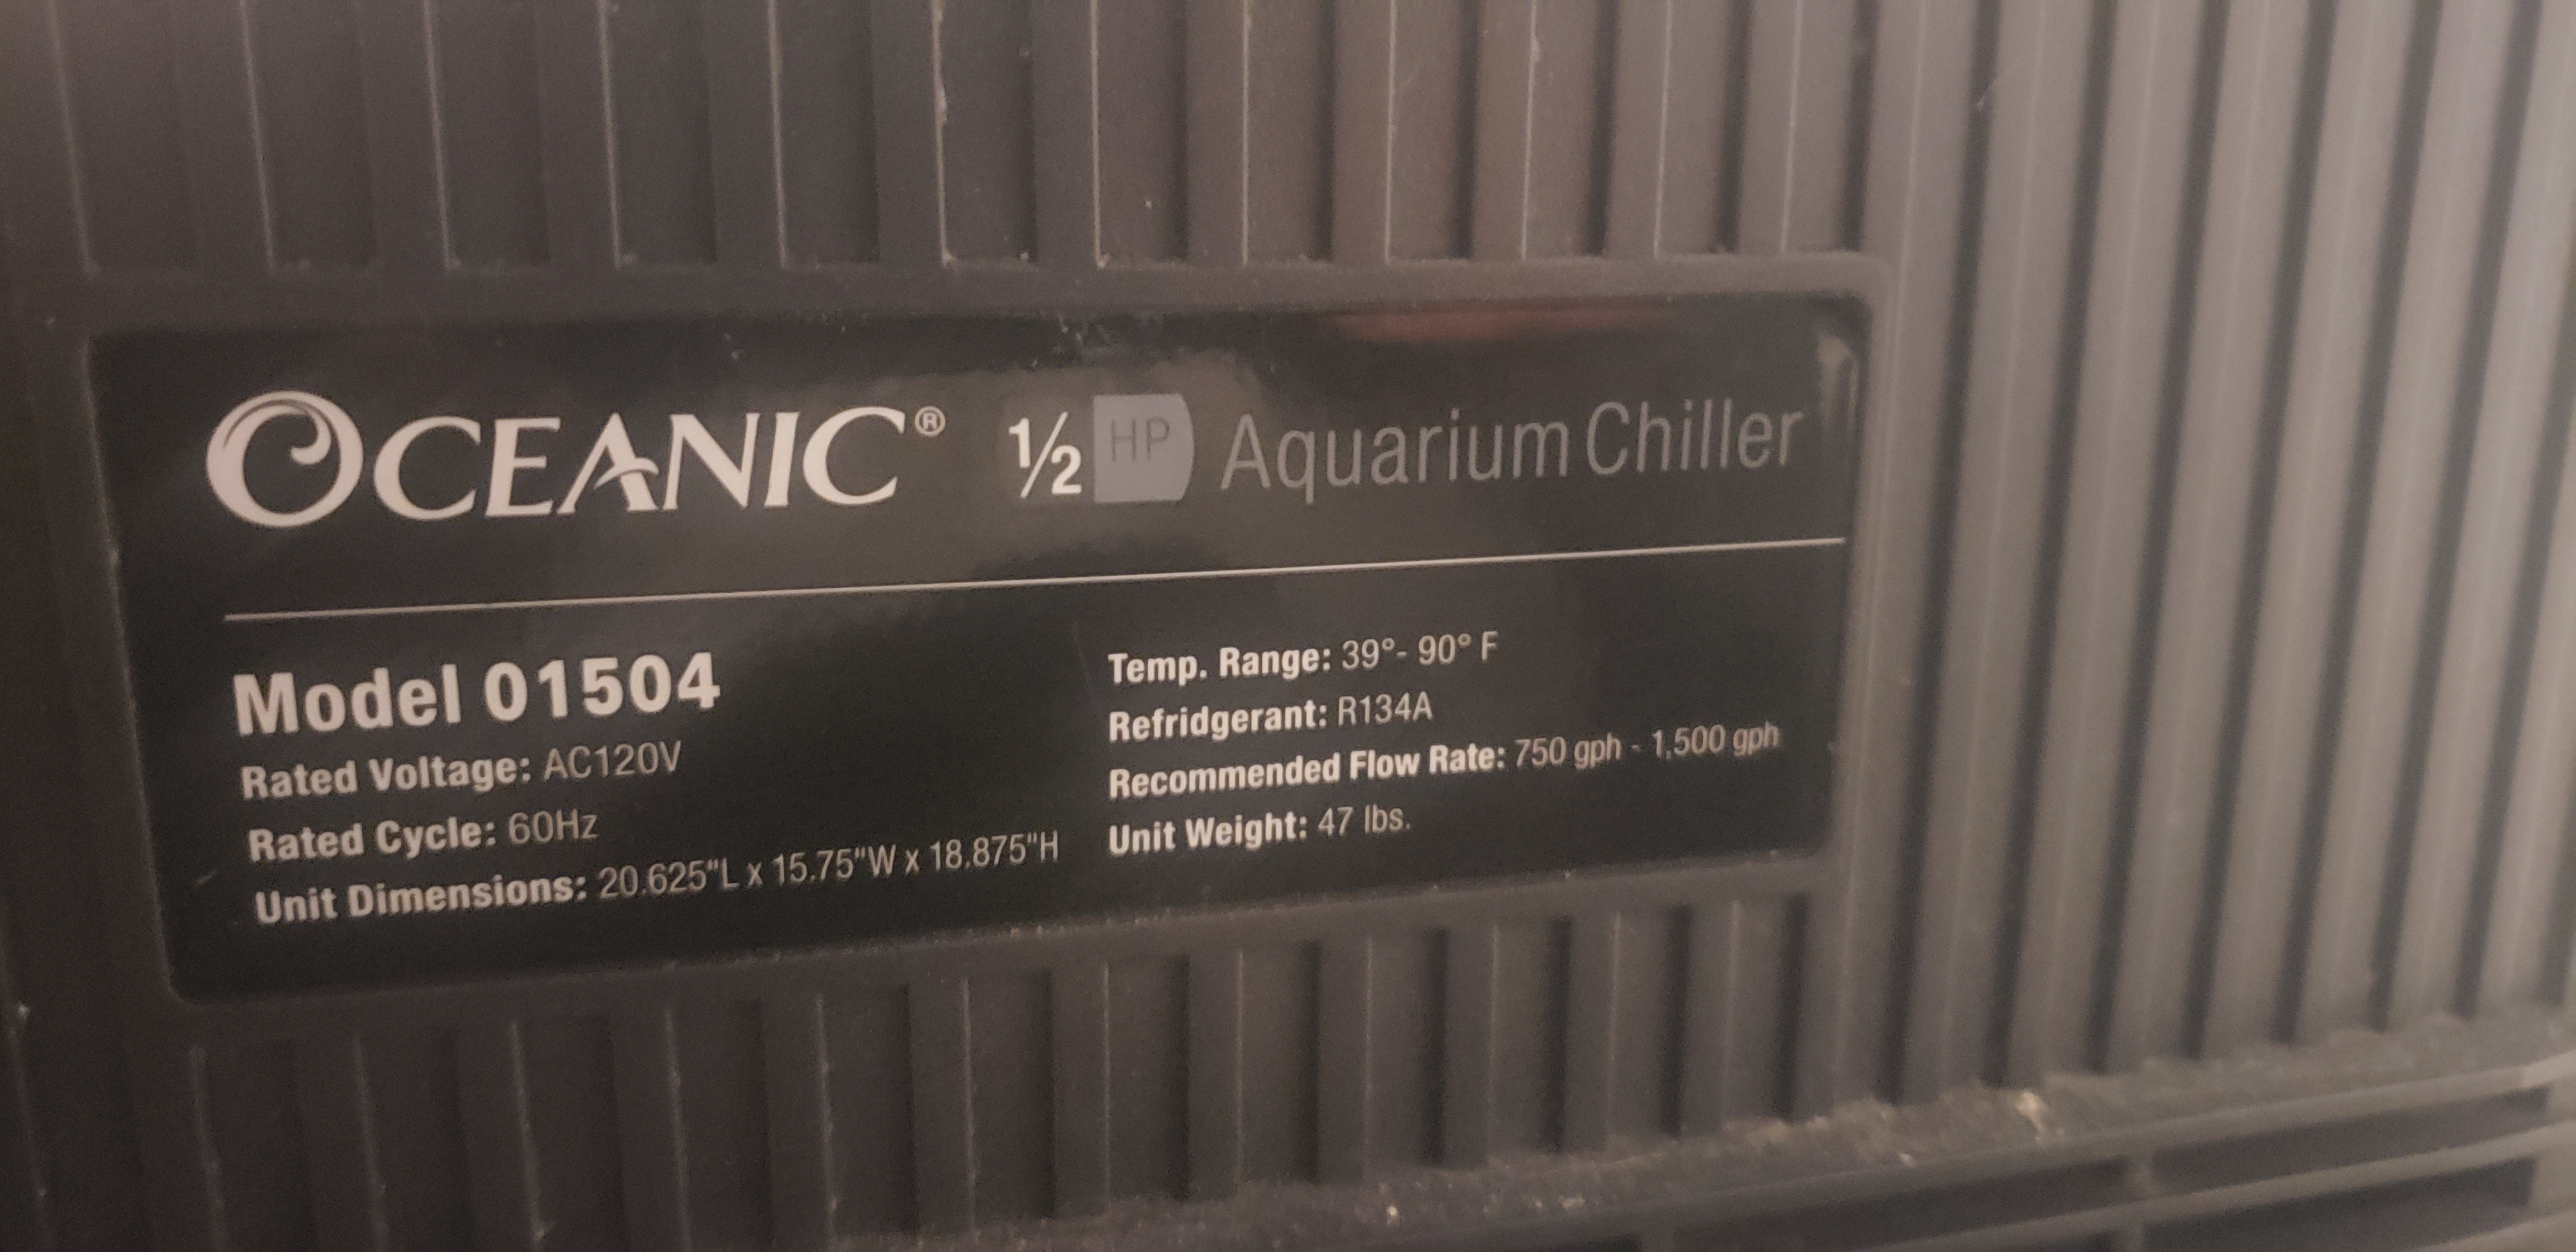 OCEANIC® ½ HP Aquarium Chiller
Model 01504
Rated Voltage: AC120V
Rated Cycle: 60Hz
Unit Dimensions: 20.625"L x 15.75"W x 18.875"H
Temp. Range: 39°- 90° F
Refridgerant: R134A
Recommended Flow Rate: 750 gph - 1,500 gph
Unit Weight: 47 lbs.